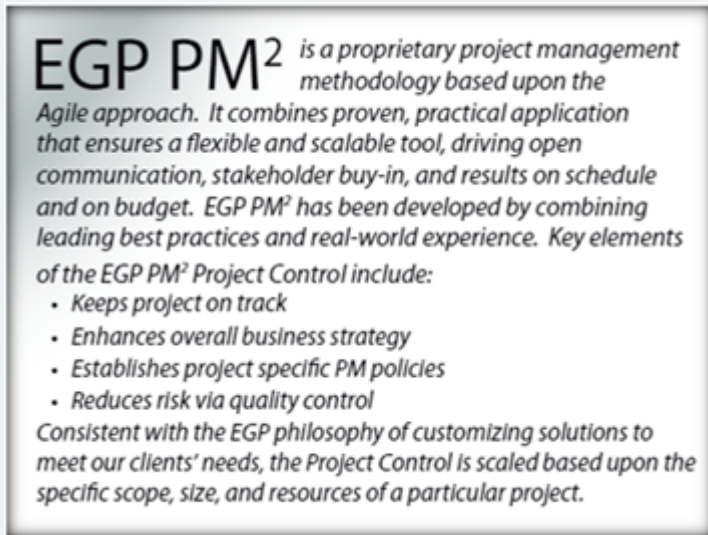 EGP PM² is a proprietary project management
methodology based upon the
Agile approach. It combines proven, practical application
that ensures a flexible and scalable tool, driving open
communication, stakeholder buy-in, and results on schedule
and on budget. EGP PM² has been developed by combining
leading best practices and real-world experience. Key elements
of the EGP PM² Project Control include:
• Keeps project on track
• Enhances overall business strategy
• Establishes project specific PM policies
• Reduces risk via quality control
Consistent with the EGP philosophy of customizing solutions to
meet our clients' needs, the Project Control is scaled based upon the
specific scope, size, and resources of a particular project.